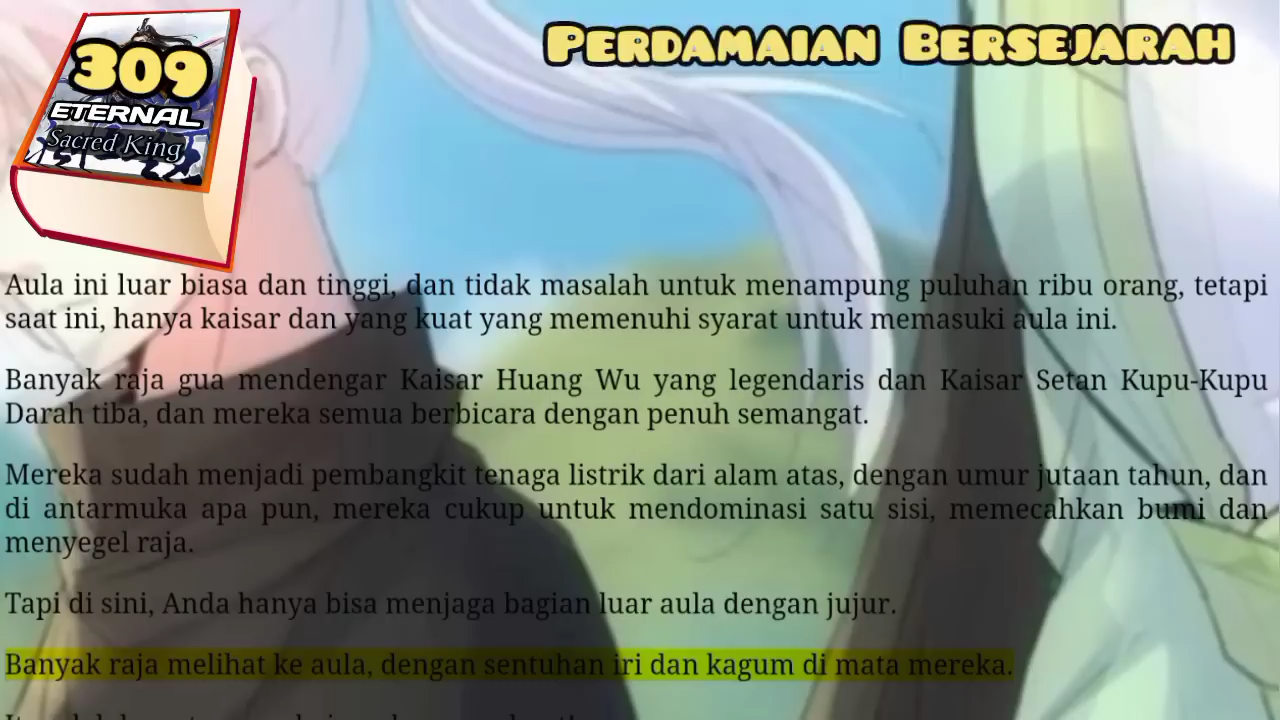 309
ETERNAL
Sacred King
PERDAMAIAN BERSEJARAH
Aula ini luar biasa dan tinggi, dan tidak masalah untuk menampung puluhan ribu orang, tetapi
saat ini, hanya kaisar dan yang kuat yang memenuhi syarat untuk memasuki aula ini.
Banyak raja gua mendengar Kaisar Huang Wu yang legendaris dan Kaisar Setan Kupu-Kupu
Darah tiba, dan mereka semua berbicara dengan penuh semangat.
Mereka sudah menjadi pembangkit tenaga listrik dari alam atas, dengan umur jutaan tahun, dan
di antarmuka apa pun, mereka cukup untuk mendominasi satu sisi, memecahkan bumi dan
menyegel raja.
Tapi di sini, Anda hanya bisa menjaga bagian luar aula dengan jujur.
Banyak raja melihat ke aula, dengan sentuhan iri dan kagum di mata mereka.